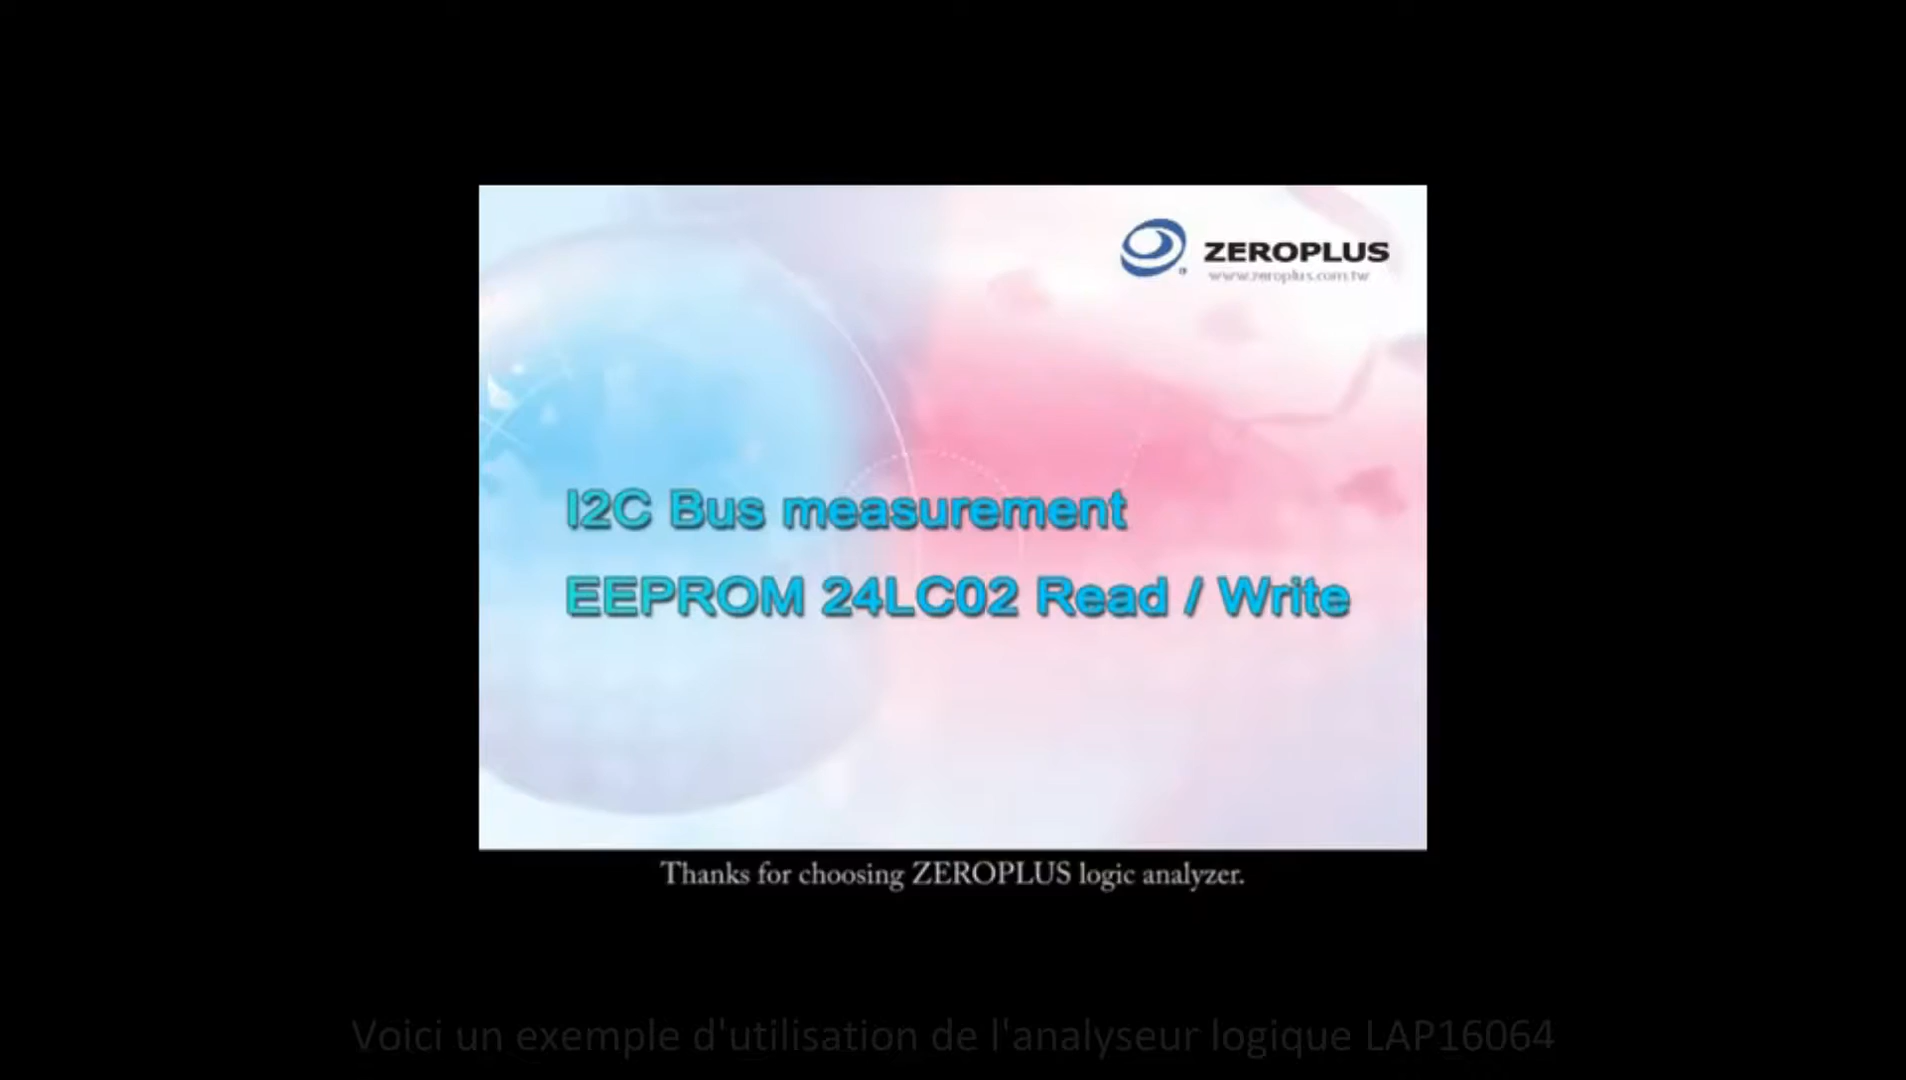 ZEROPLUS
www.zeroplus.com.tw
I2C Bus measurement
EEPROM 24LC02 Read / Write
Thanks for choosing ZEROPLUS logic analyzer.
Voici un exemple d'utilisation de l'analyseur logique LAP16064